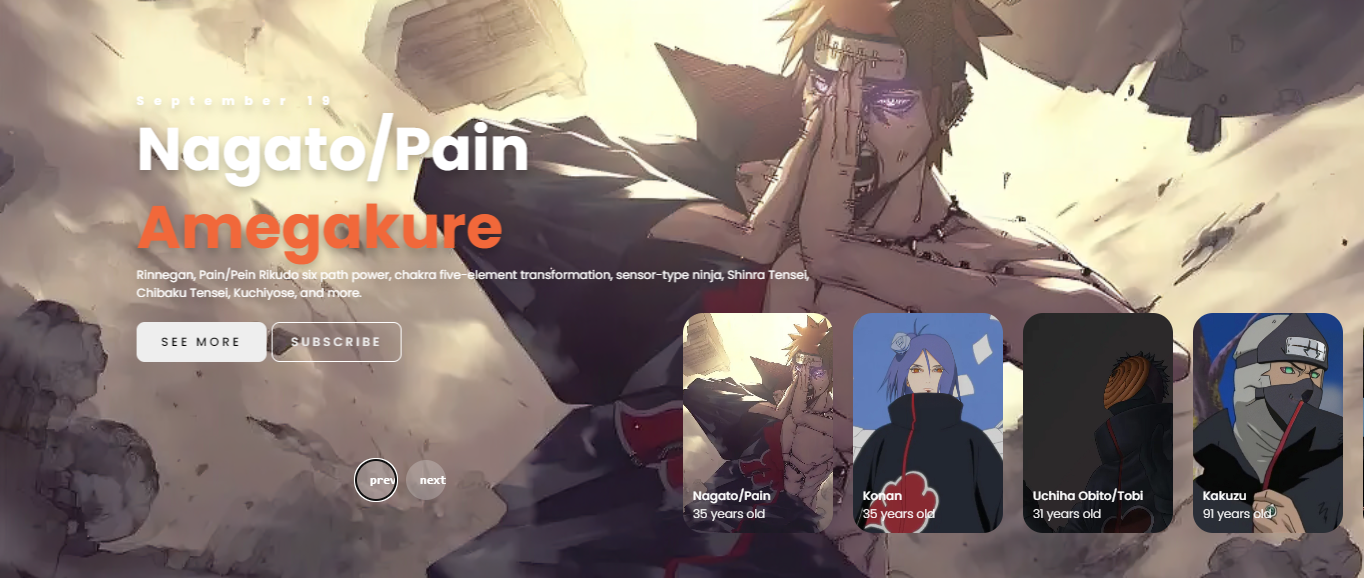 September 19
Nagato/Pain
Amegakure
Rinnegan, Pain/Pein Rikudo six path power, chakra five-element transformation, sensor-type ninja, Shinra Tensei,
Chibaku Tensei, Kuchiyose, and more.
SEE MORE
SUBSCRIBE
prev
next
Nagato/Pain
35 years old
Konan
35 years old
Uchiha Obito/Tobi
31 years old
Kakuzu
91 years old